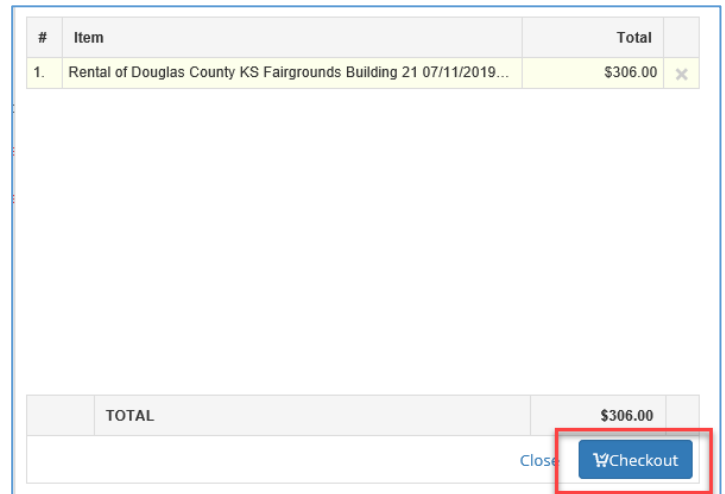 # Item Total
1. Rental of Douglas County KS Fairgrounds Building 21 07/11/2019... $306.00
TOTAL $306.00
Close Checkout